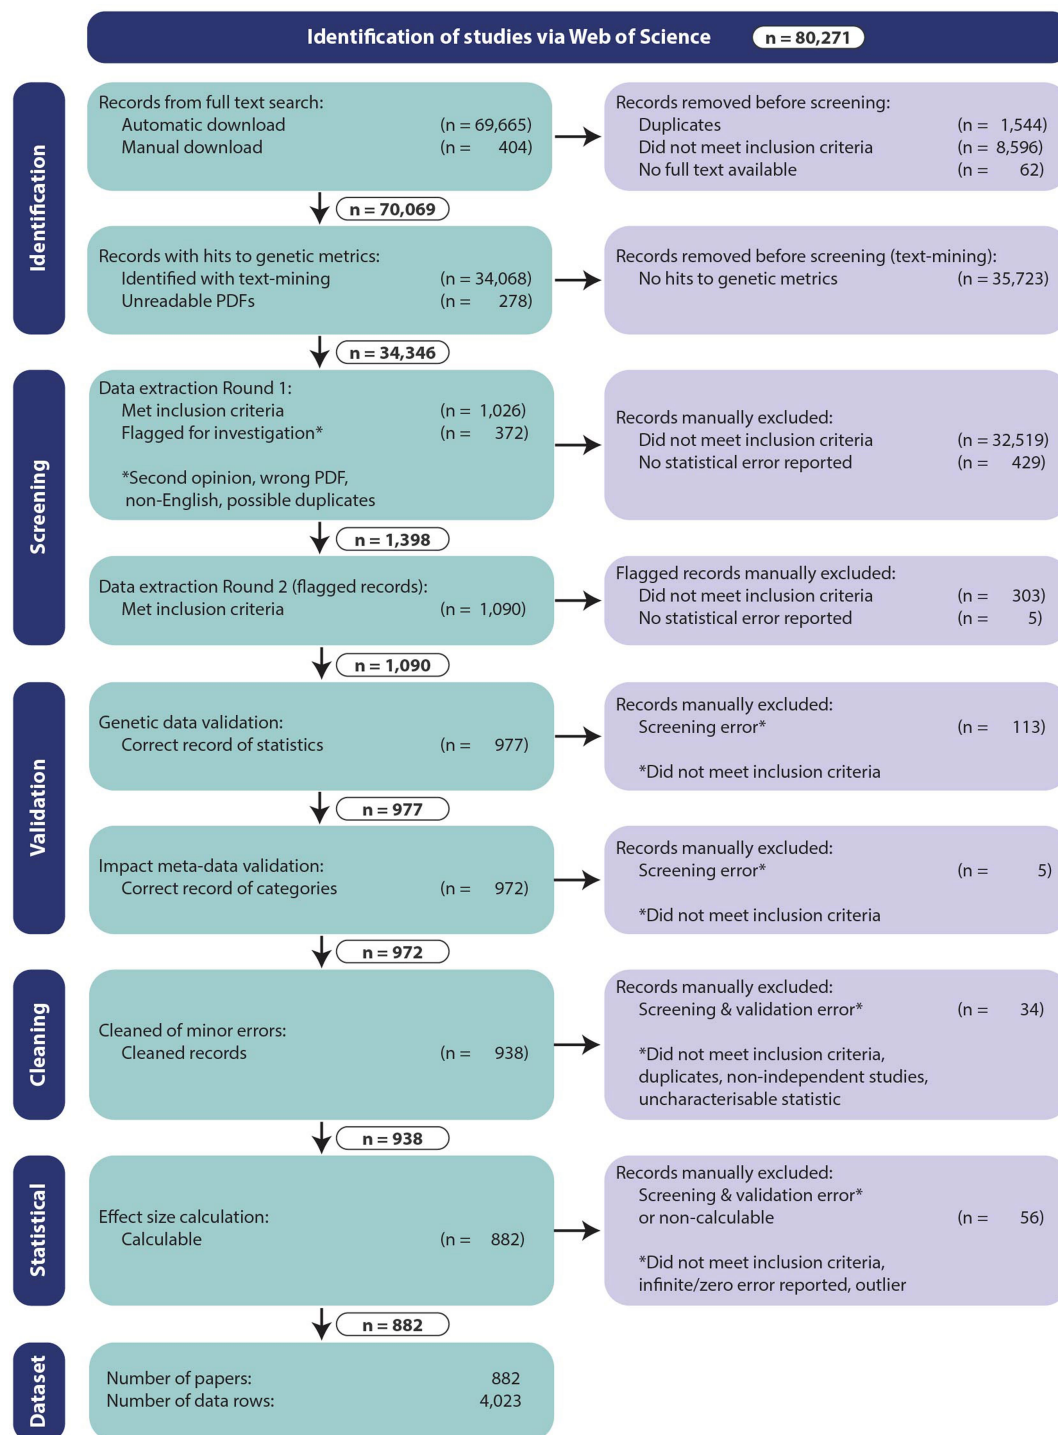 Identification of studies via Web of Science n = 80,271
Identification
Records from full text search:
Automatic download (n = 69,665)
Manual download (n = 404)
Records removed before screening:
Duplicates (n = 1,544)
Did not meet inclusion criteria (n = 8,596)
No full text available (n = 62)
n = 70,069
Records with hits to genetic metrics:
Identified with text-mining (n = 34,068)
Unreadable PDFs (n = 278)
Records removed before screening (text-mining):
No hits to genetic metrics (n = 35,723)
n = 34,346
Screening
Data extraction Round 1:
Met inclusion criteria (n = 1,026)
Flagged for investigation* (n = 372)
*Second opinion, wrong PDF,
non-English, possible duplicates
Records manually excluded:
Did not meet inclusion criteria (n = 32,519)
No statistical error reported (n = 429)
n = 1,398
Data extraction Round 2 (flagged records):
Met inclusion criteria (n = 1,090)
Flagged records manually excluded:
Did not meet inclusion criteria (n = 303)
No statistical error reported (n = 5)
n = 1,090
Validation
Genetic data validation:
Correct record of statistics (n = 977)
Records manually excluded:
Screening error* (n = 113)
*Did not meet inclusion criteria
n = 977
Impact meta-data validation:
Correct record of categories (n = 972)
Records manually excluded:
Screening error* (n = 5)
*Did not meet inclusion criteria
n = 972
Cleaning
Cleaned of minor errors:
Cleaned records (n = 938)
Records manually excluded:
Screening & validation error* (n = 34)
*Did not meet inclusion criteria,
duplicates, non-independent studies,
uncharacterisable statistic
n = 938
Statistical
Effect size calculation:
Calculable (n = 882)
Records manually excluded:
Screening & validation error*
or non-calculable (n = 56)
*Did not meet inclusion criteria,
infinite/zero error reported, outlier
n = 882
Dataset
Number of papers: 882
Number of data rows: 4,023